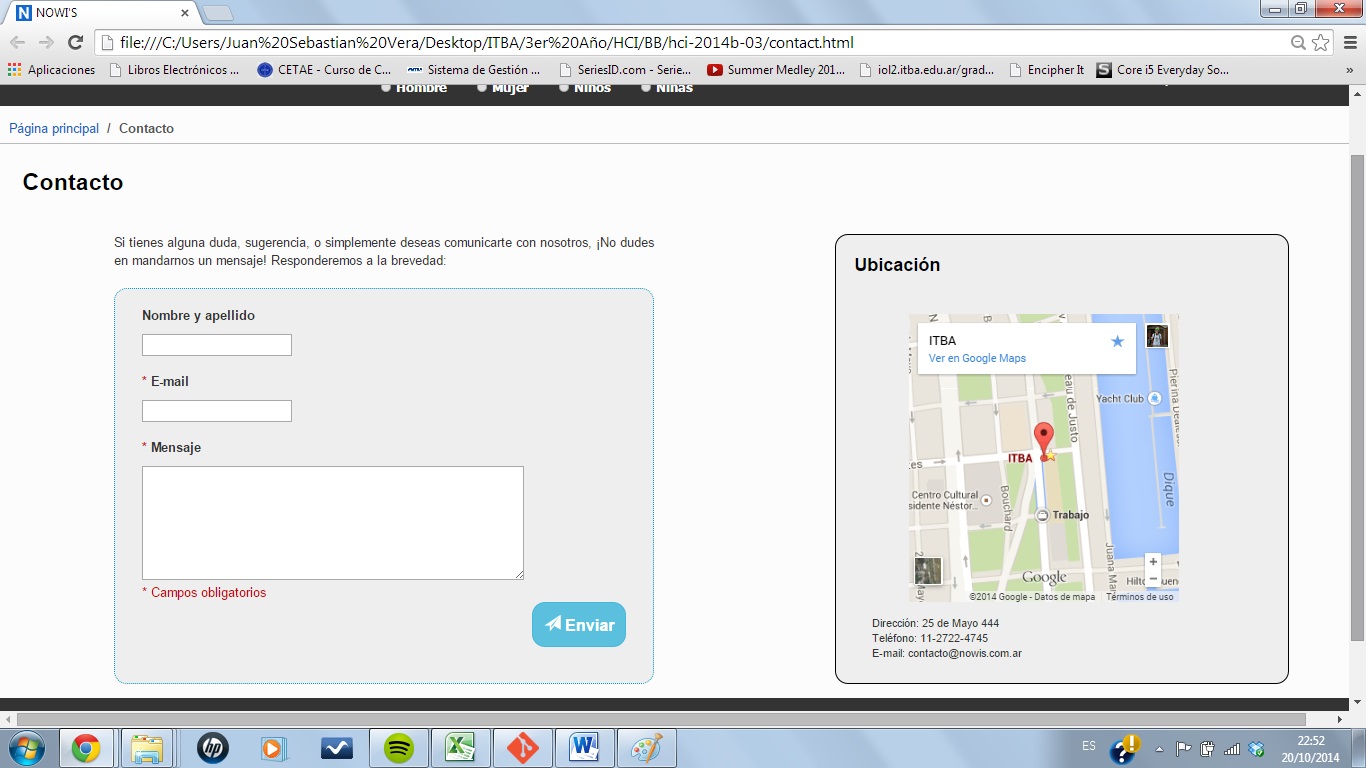 NOWI'S
file:///C:/Users/Juan%20Sebastian%20Vera/Desktop/ITBA/3er%20Año/HCI/BB/hci-2014b-03/contact.html
Aplicaciones Libros Electrónicos ... CETAE - Curso de C... Sistema de Gestión ... SeriesID.com - Serie... Summer Medley 201... iol2.itba.edu.ar/grad... Encipher It Core i5 Everyday So... »
Hombre Mujer Niños Niñas
Página principal / Contacto
Contacto
Si tienes alguna duda, sugerencia, o simplemente deseas comunicarte con nosotros, ¡No dudes
en mandarnos un mensaje! Responderemos a la brevedad:
Nombre y apellido
* E-mail
* Mensaje
* Campos obligatorios
Enviar
Ubicación
ITBA
Ver en Google Maps
eau de Justo
Yacht Club
ITBA
Centro Cultural
sidente Néstor...
Bouchard
Trabajo
Dique
Juana Ma
Google
Hilt
©2014 Google - Datos de mapa Términos de uso
Dirección: 25 de Mayo 444
Teléfono: 11-2722-4745
E-mail: contacto@nowis.com.ar
ES
22:52
20/10/2014